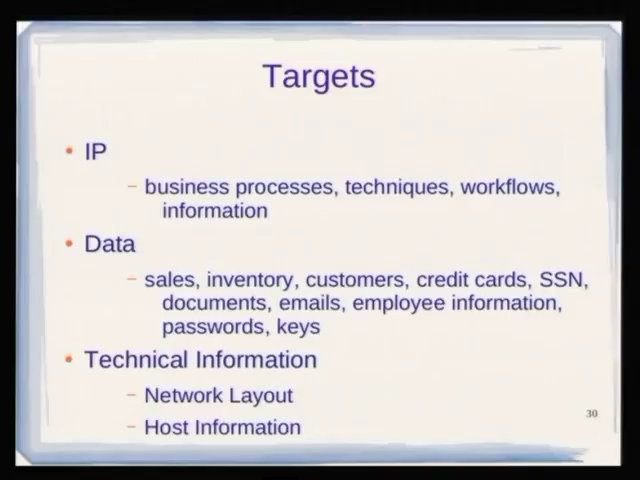 Targets
• IP
– business processes, techniques, workflows,
information
• Data
– sales, inventory, customers, credit cards, SSN,
documents, emails, employee information,
passwords, keys
• Technical Information
– Network Layout
– Host Information
30